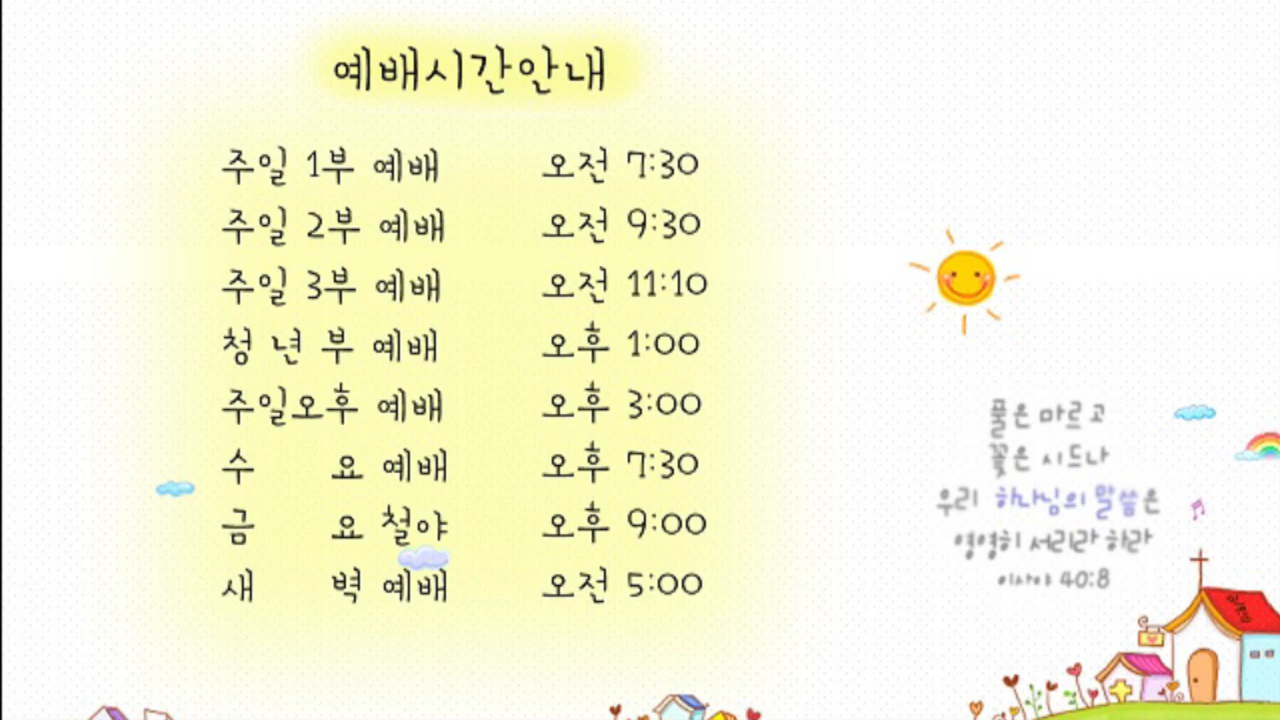 예배시간안내
주일 1부 예배 오전 7:30
주일 2부 예배 오전 9:30
주일 3부 예배 오전 11:10
청 년 부 예배 오후 1:00
주일오후 예배 오후 3:00
수 요 예배 오후 7:30
금 요 철야 오후 9:00
새 벽 예배 오전 5:00
풀은 마르고
꽃은 시드나
우리 하나님의 말씀은
영영히 서리라 하라
이사야 40:8